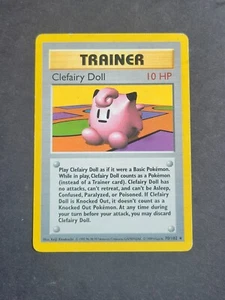 TRAINER
Clefairy Doll 10 HP
Play Clefairy Doll as if it were a Basic Pokémon.
While in play, Clefairy Doll counts as a Pokémon
(instead of a Trainer card). Clefairy Doll has
no attacks, can't retreat, and can't be Asleep,
Confused, Paralyzed, or Poisoned. If Clefairy
Doll is Knocked Out, it doesn't count as a
Knocked Out Pokémon. At any time during
your turn before your attack, you may discard
Clefairy Doll.
70/102